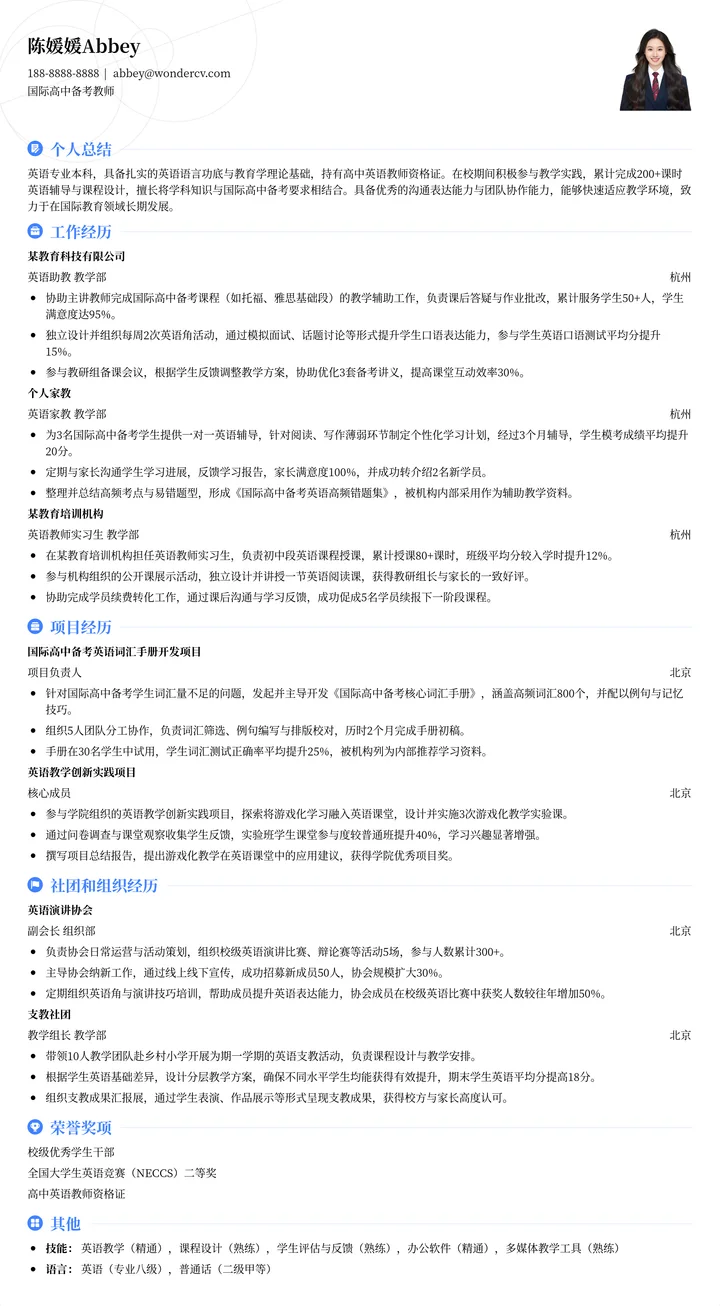 陈媛媛Abbey
188-8888-8888 | abbey@wondercv.com
国际高中备考教师
个人总结
英语专业本科，具备扎实的英语语言功底与教育学理论基础，持有高中英语教师资格证。在校期间积极参与教学实践，累计完成200+课时
英语辅导与课程设计，擅长将学科知识与国际高中备考要求相结合。具备优秀的沟通表达能力与团队协作能力，能够快速适应教学环境，致
力于在国际教育领域长期发展。
工作经历
某教育科技有限公司
英语助教 教学部 杭州
• 协助主讲教师完成国际高中备考课程（如托福、雅思基础段）的教学辅助工作，负责课后答疑与作业批改，累计服务学生50+人，学生
满意度达95%。
• 独立设计并组织每周2次英语角活动，通过模拟面试、话题讨论等形式提升学生口语表达能力，参与学生英语口语测试平均分提升
15%。
• 参与教研组备课会议，根据学生反馈调整教学方案，协助优化3套备考讲义，提高课堂互动效率30%。
个人家教
英语家教 教学部 杭州
• 为3名国际高中备考学生提供一对一英语辅导，针对阅读、写作薄弱环节制定个性化学习计划，经过3个月辅导，学生模考成绩平均提升
20分。
• 定期与家长沟通学生学习进展，反馈学习报告，家长满意度100%，并成功转介绍2名新学员。
• 整理并总结高频考点与易错题型，形成《国际高中备考英语高频错题集》，被机构内部采用作为辅助教学资料。
某教育培训机构
英语教师实习生 教学部 杭州
• 在某教育培训机构担任英语教师实习生，负责初中段英语课程授课，累计授课80+课时，班级平均分较入学时提升12%。
• 参与机构组织的公开课展示活动，独立设计并讲授一节英语阅读课，获得教研组长与家长的一致好评。
• 协助完成学员续费转化工作，通过课后沟通与学习反馈，成功促成5名学员续报下一阶段课程。
项目经历
国际高中备考英语词汇手册开发项目
项目负责人 北京
• 针对国际高中备考学生词汇量不足的问题，发起并主导开发《国际高中备考核心词汇手册》，涵盖高频词汇800个，并配以例句与记忆
技巧。
• 组织5人团队分工协作，负责词汇筛选、例句编写与排版校对，历时2个月完成手册初稿。
• 手册在30名学生中试用，学生词汇测试正确率平均提升25%，被机构列为内部推荐学习资料。
英语教学创新实践项目
核心成员 北京
• 参与学院组织的英语教学创新实践项目，探索将游戏化学习融入英语课堂，设计并实施3次游戏化教学实验课。
• 通过问卷调查与课堂观察收集学生反馈，实验班学生课堂参与度较普通班提升40%，学习兴趣显著增强。
• 撰写项目总结报告，提出游戏化教学在英语课堂中的应用建议，获得学院优秀项目奖。
社团和组织经历
英语演讲协会
副会长 组织部 北京
• 负责协会日常运营与活动策划，组织校级英语演讲比赛、辩论赛等活动5场，参与人数累计300+。
• 主导协会纳新工作，通过线上线下宣传，成功招募新成员50人，协会规模扩大30%。
• 定期组织英语角与演讲技巧培训，帮助成员提升英语表达能力，协会成员在校级英语比赛中获奖人数较往年增加50%。
支教社团
教学组长 教学部 北京
• 带领10人教学团队赴乡村小学开展为期一学期的英语支教活动，负责课程设计与教学安排。
• 根据学生英语基础差异，设计分层教学方案，确保不同水平学生均能获得有效提升，期末学生英语平均分提高18分。
• 组织支教成果汇报展，通过学生表演、作品展示等形式呈现支教成果，获得校方与家长高度认可。
荣誉奖项
校级优秀学生干部
全国大学生英语竞赛（NECCS）二等奖
高中英语教师资格证
其他
• 技能： 英语教学（精通），课程设计（熟练），学生评估与反馈（熟练），办公软件（精通），多媒体教学工具（熟练）
• 语言： 英语（专业八级），普通话（二级甲等）